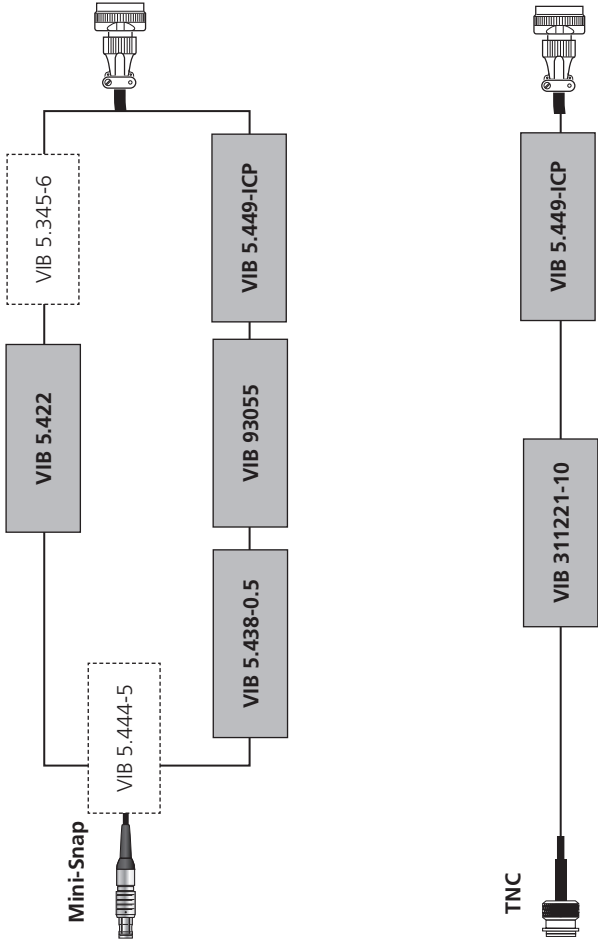 Mini-Snap
VIB 5.444-5
VIB 5.422
VIB 5.345-6
VIB 5.438-0.5
VIB 93055
VIB 5.449-ICP
TNC
VIB 311221-10
VIB 5.449-ICP